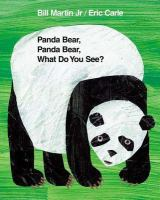 Bill Martin Jr / Eric Carle
Panda Bear,
Panda Bear,
What Do You See?